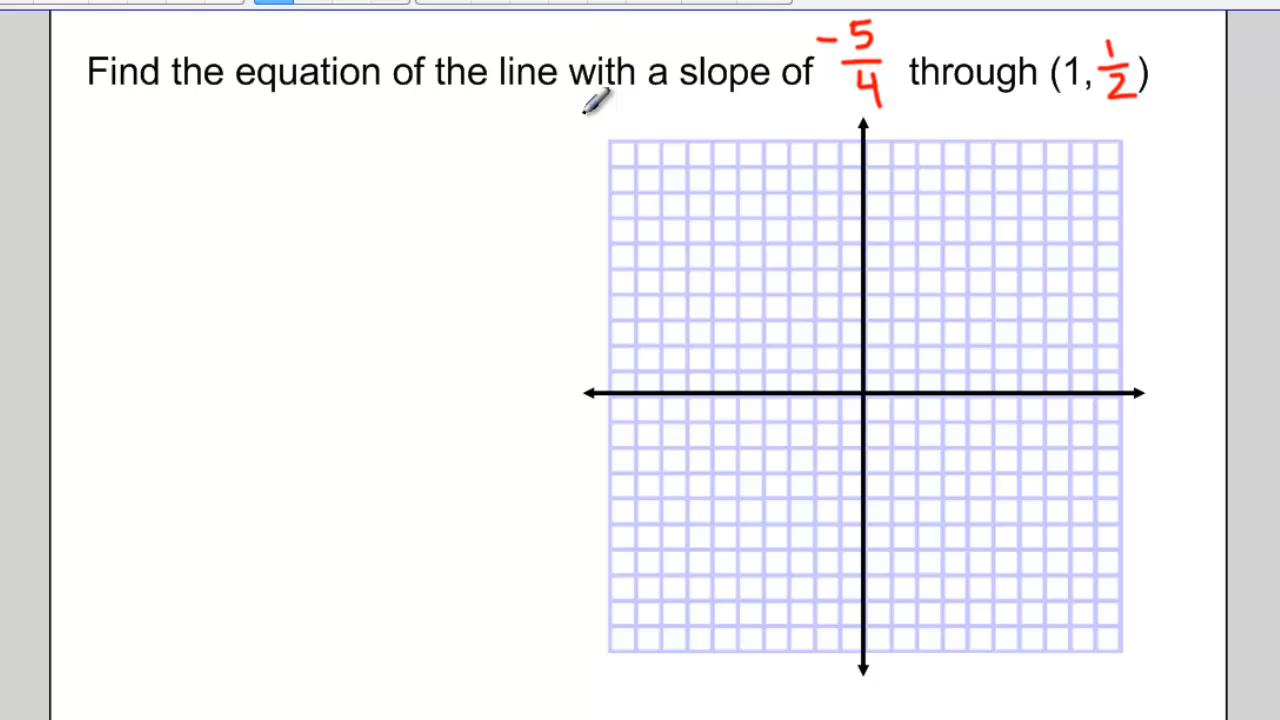 Find the equation of the line with a slope of -5/4 through (1, 1/2)